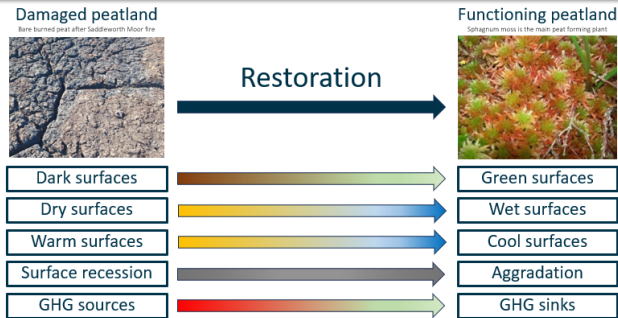 Damaged peatland
Bare burned peat after Saddleworth Moor fire
Functioning peatland
Sphagnum moss is the main peat forming plant
Restoration
Dark surfaces
Green surfaces
Dry surfaces
Wet surfaces
Warm surfaces
Cool surfaces
Surface recession
Aggradation
GHG sources
GHG sinks